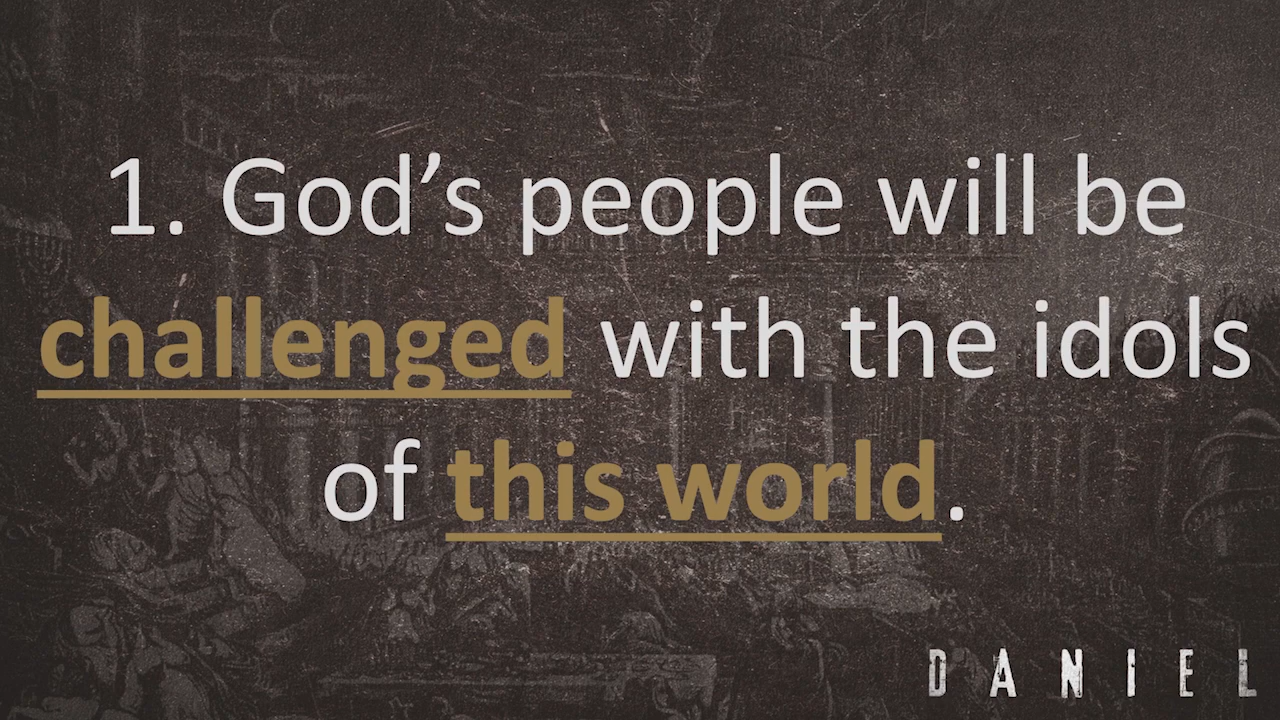 1. God’s people will be
challenged with the idols
of this world.
DANIEL